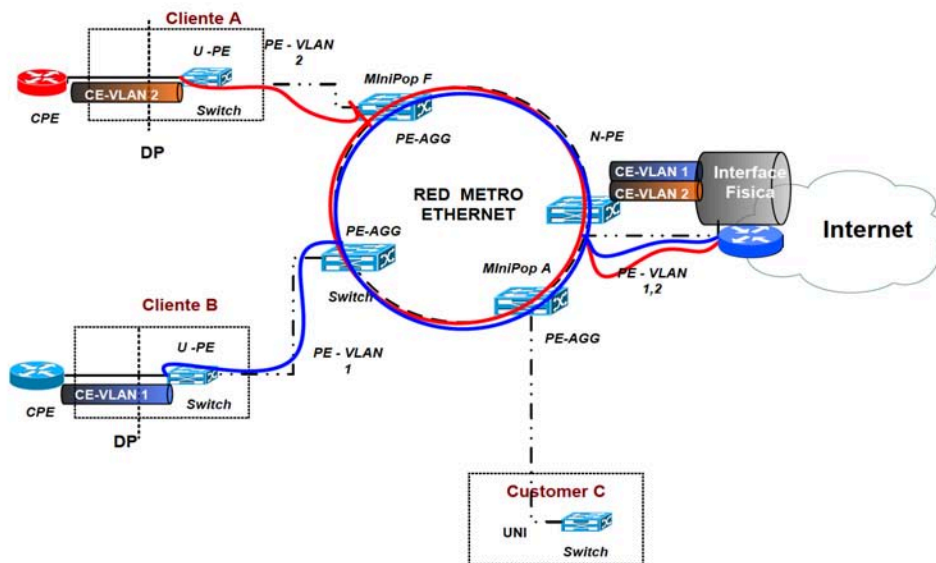 Cliente A
U -PE
PE - VLAN
2
CE-VLAN 2
Switch
CPE
DP
MIniPop F
PE-AGG
N-PE
CE-VLAN 1
CE-VLAN 2
Interface
Fisica
RED METRO
ETHERNET
Internet
PE-AGG
Switch
MIniPop A
PE - VLAN
1,2
PE-AGG
Cliente B
U -PE
PE - VLAN
1
CE-VLAN 1
Switch
CPE
DP
Customer C
UNI
Switch